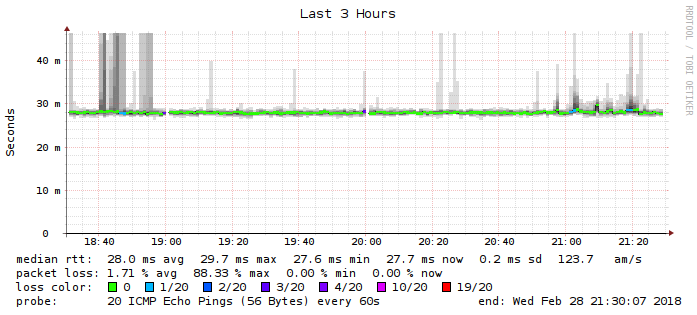 Last 3 Hours
RRDTOOL / TOBI OETIKER
Seconds
40 m
30 m
20 m
10 m
0
18:40 19:00 19:20 19:40 20:00 20:20 20:40 21:00 21:20
median rtt: 28.0 ms avg 29.7 ms max 27.6 ms min 27.7 ms now 0.2 ms sd 123.7 am/s
packet loss: 1.71 % avg 88.33 % max 0.00 % min 0.00 % now
loss color: 0 1/20 2/20 3/20 4/20 10/20 19/20
probe: 20 ICMP Echo Pings (56 Bytes) every 60s end: Wed Feb 28 21:30:07 2018